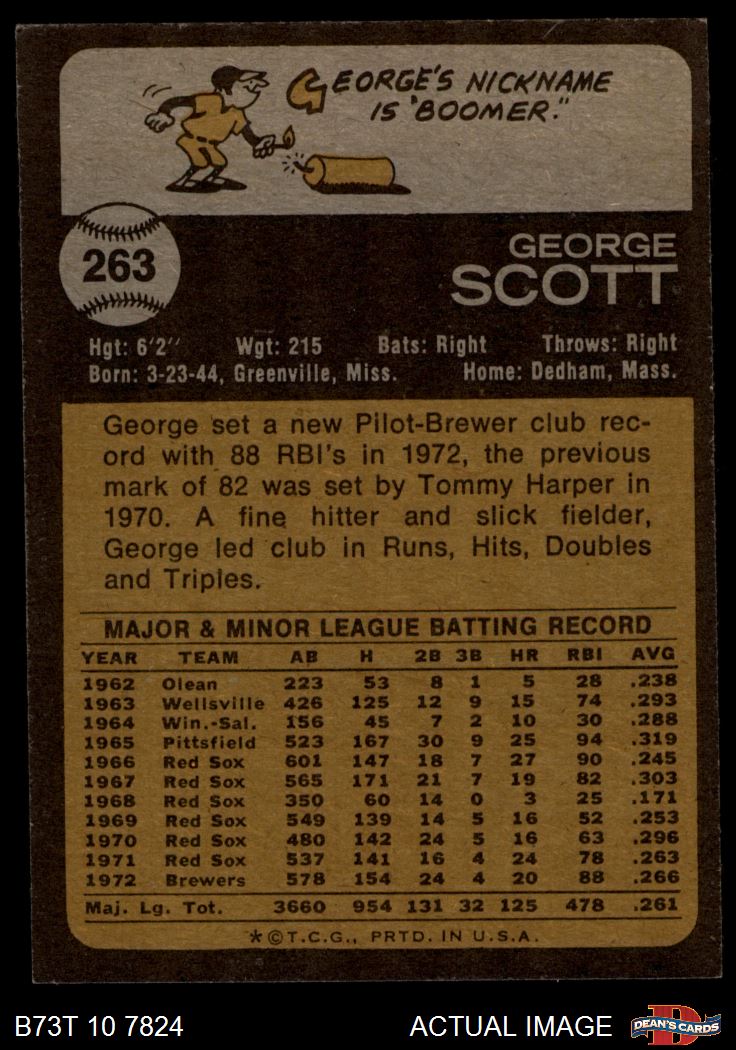 GEORGE'S NICKNAME
IS "BOOMER."
263
GEORGE
SCOTT
Hgt: 6'2" Wgt: 215 Bats: Right Throws: Right
Born: 3-23-44, Greenville, Miss. Home: Dedham, Mass.
George set a new Pilot-Brewer club rec-
ord with 88 RBI's in 1972, the previous
mark of 82 was set by Tommy Harper in
1970. A fine hitter and slick fielder,
George led club in Runs, Hits, Doubles
and Triples.
MAJOR & MINOR LEAGUE BATTING RECORD
YEAR TEAM AB H 2B 3B HR RBI AVG
1962 Olean 223 53 8 1 5 28 .238
1963 Wellsville 426 125 12 9 15 74 .293
1964 Win.-Sal. 156 45 7 2 10 30 .288
1965 Pittsfield 523 167 30 9 25 94 .319
1966 Red Sox 601 147 18 7 27 90 .245
1967 Red Sox 565 171 21 7 19 82 .303
1968 Red Sox 350 60 14 0 3 25 .171
1969 Red Sox 549 139 14 5 16 52 .253
1970 Red Sox 480 142 24 5 16 63 .296
1971 Red Sox 537 141 16 4 24 78 .263
1972 Brewers 578 154 24 4 20 88 .266
Maj. Lg. Tot. 3660 954 131 32 125 478 .261
*©T.C.G., PRTD. IN U.S.A.
B73T 10 7824 ACTUAL IMAGE DEAN'S CARDS